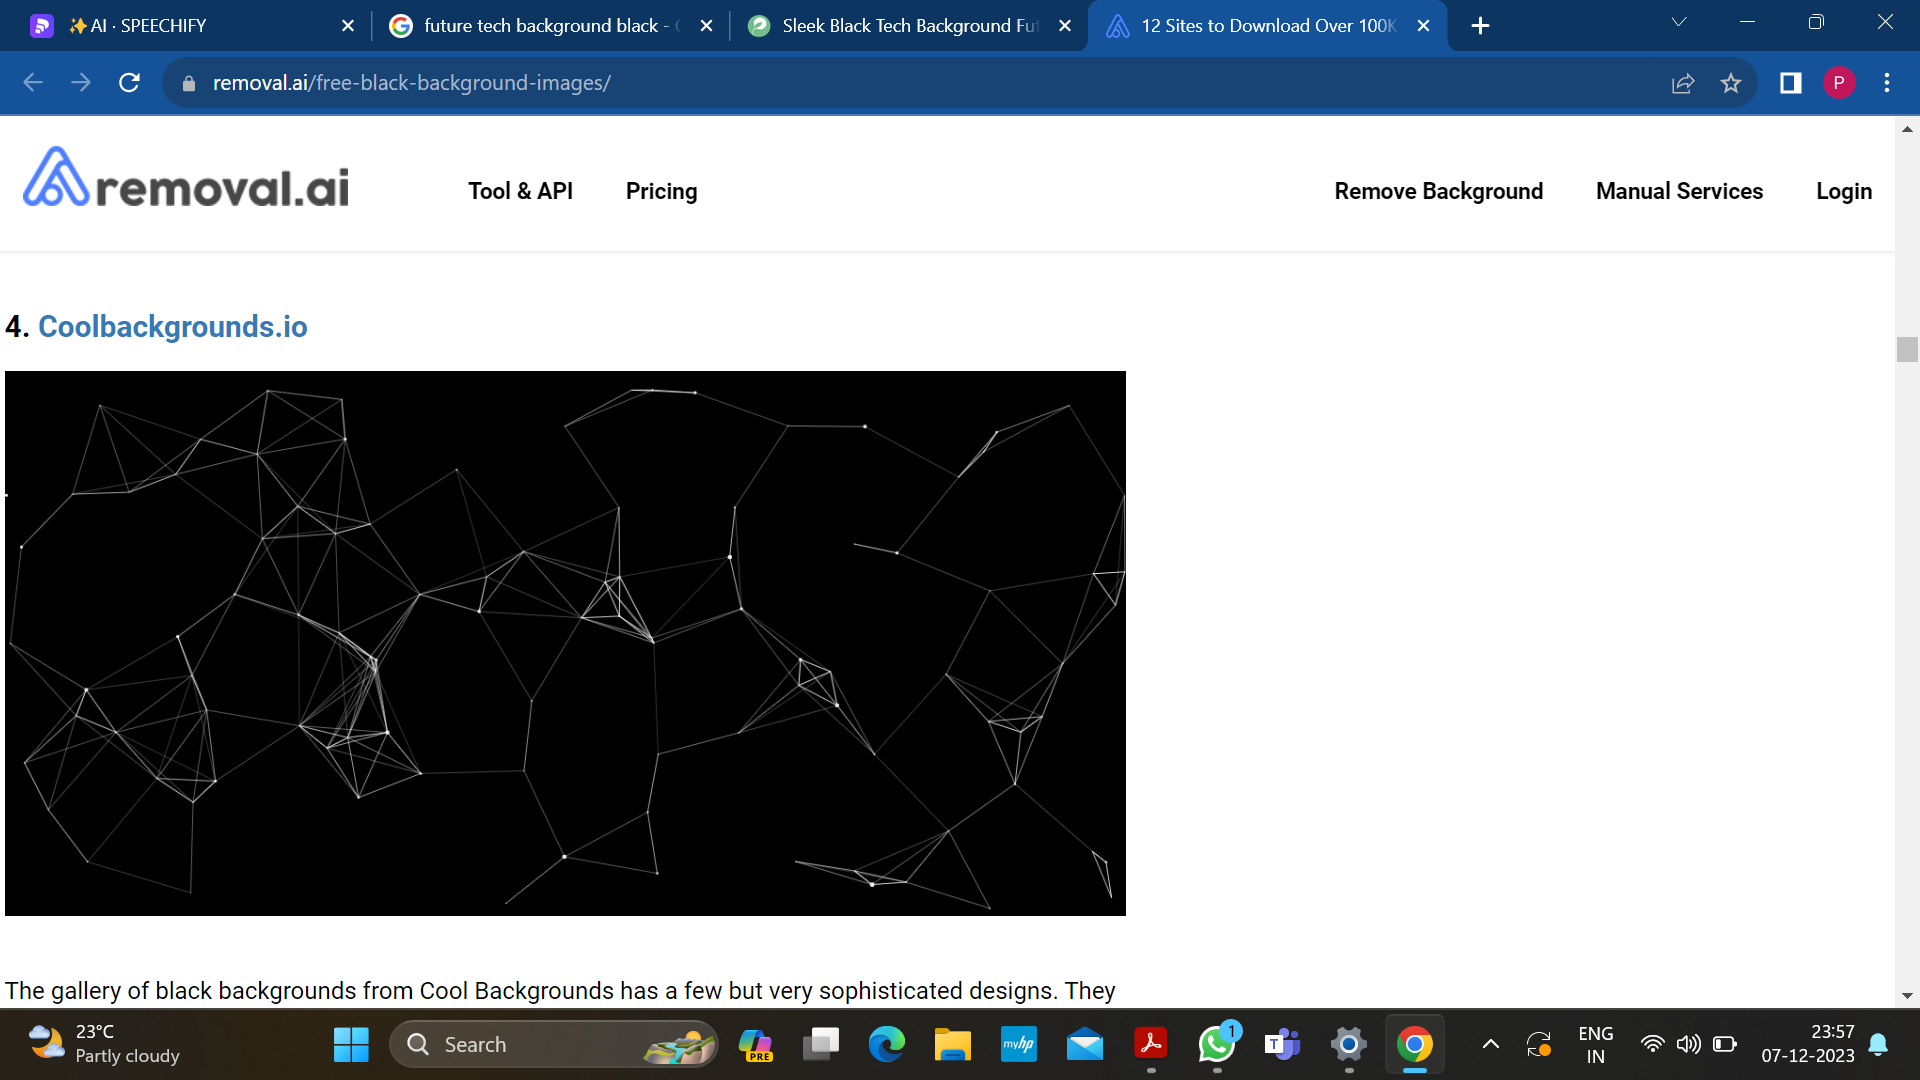 ✨ AI · SPEECHIFY
future tech background black -
Sleek Black Tech Background Fut
12 Sites to Download Over 100K
removal.ai/free-black-background-images/
P
removal.ai
Tool & API
Pricing
Remove Background
Manual Services
Login
4. Coolbackgrounds.io
The gallery of black backgrounds from Cool Backgrounds has a few but very sophisticated designs. They
23°C
Partly cloudy
Search
PRE
myhp
1
T
ENG
IN
23:57
07-12-2023